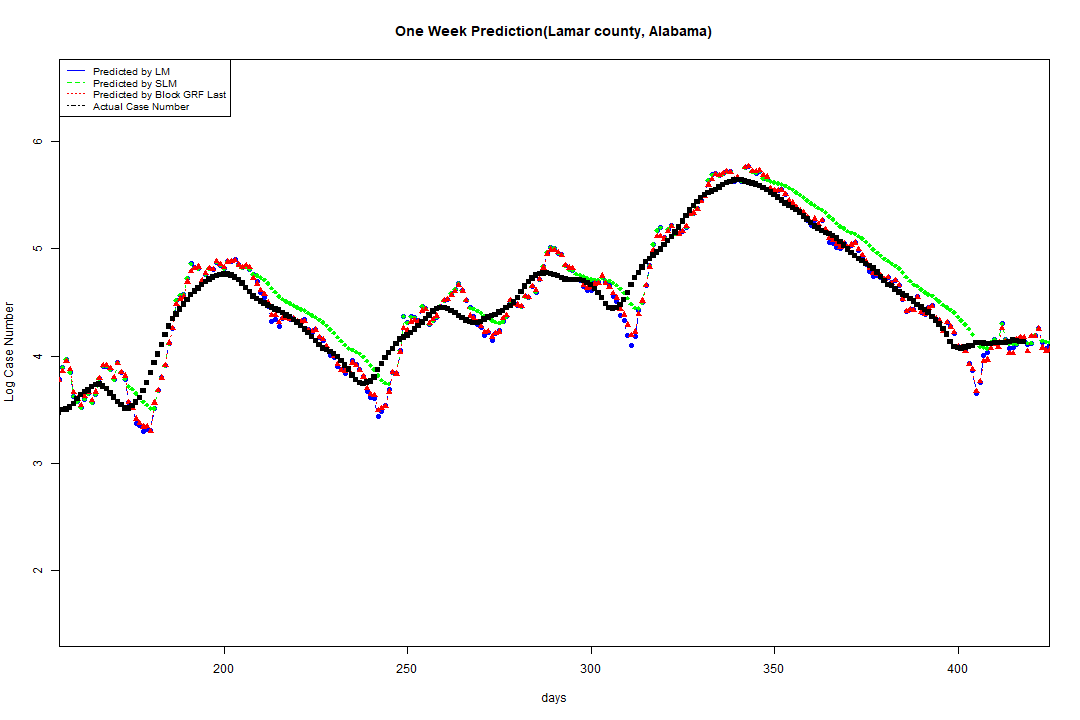 One Week Prediction(Lamar county, Alabama)
Predicted by LM
Predicted by SLM
Predicted by Block GRF Last
Actual Case Number
6
5
4
3
2
Log Case Number
200 250 300 350 400
days